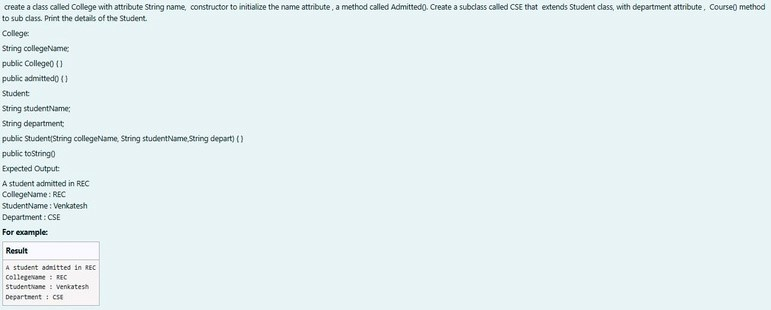 create a class called College with attribute String name, constructor to initialize the name attribute , a method called Admitted(). Create a subclass called CSE that extends Student class, with department attribute , Course() method
to sub class. Print the details of the Student.
College:
String collegeName;
public College() { }
public admitted() { }
Student:
String studentName;
String department;
public Student(String collegeName, String studentName,String depart) { }
public toString()
Expected Output:
A student admitted in REC
CollegeName : REC
StudentName : Venkatesh
Department : CSE
For example:
Result
A student admitted in REC
CollegeName : REC
StudentName : Venkatesh
Department : CSE